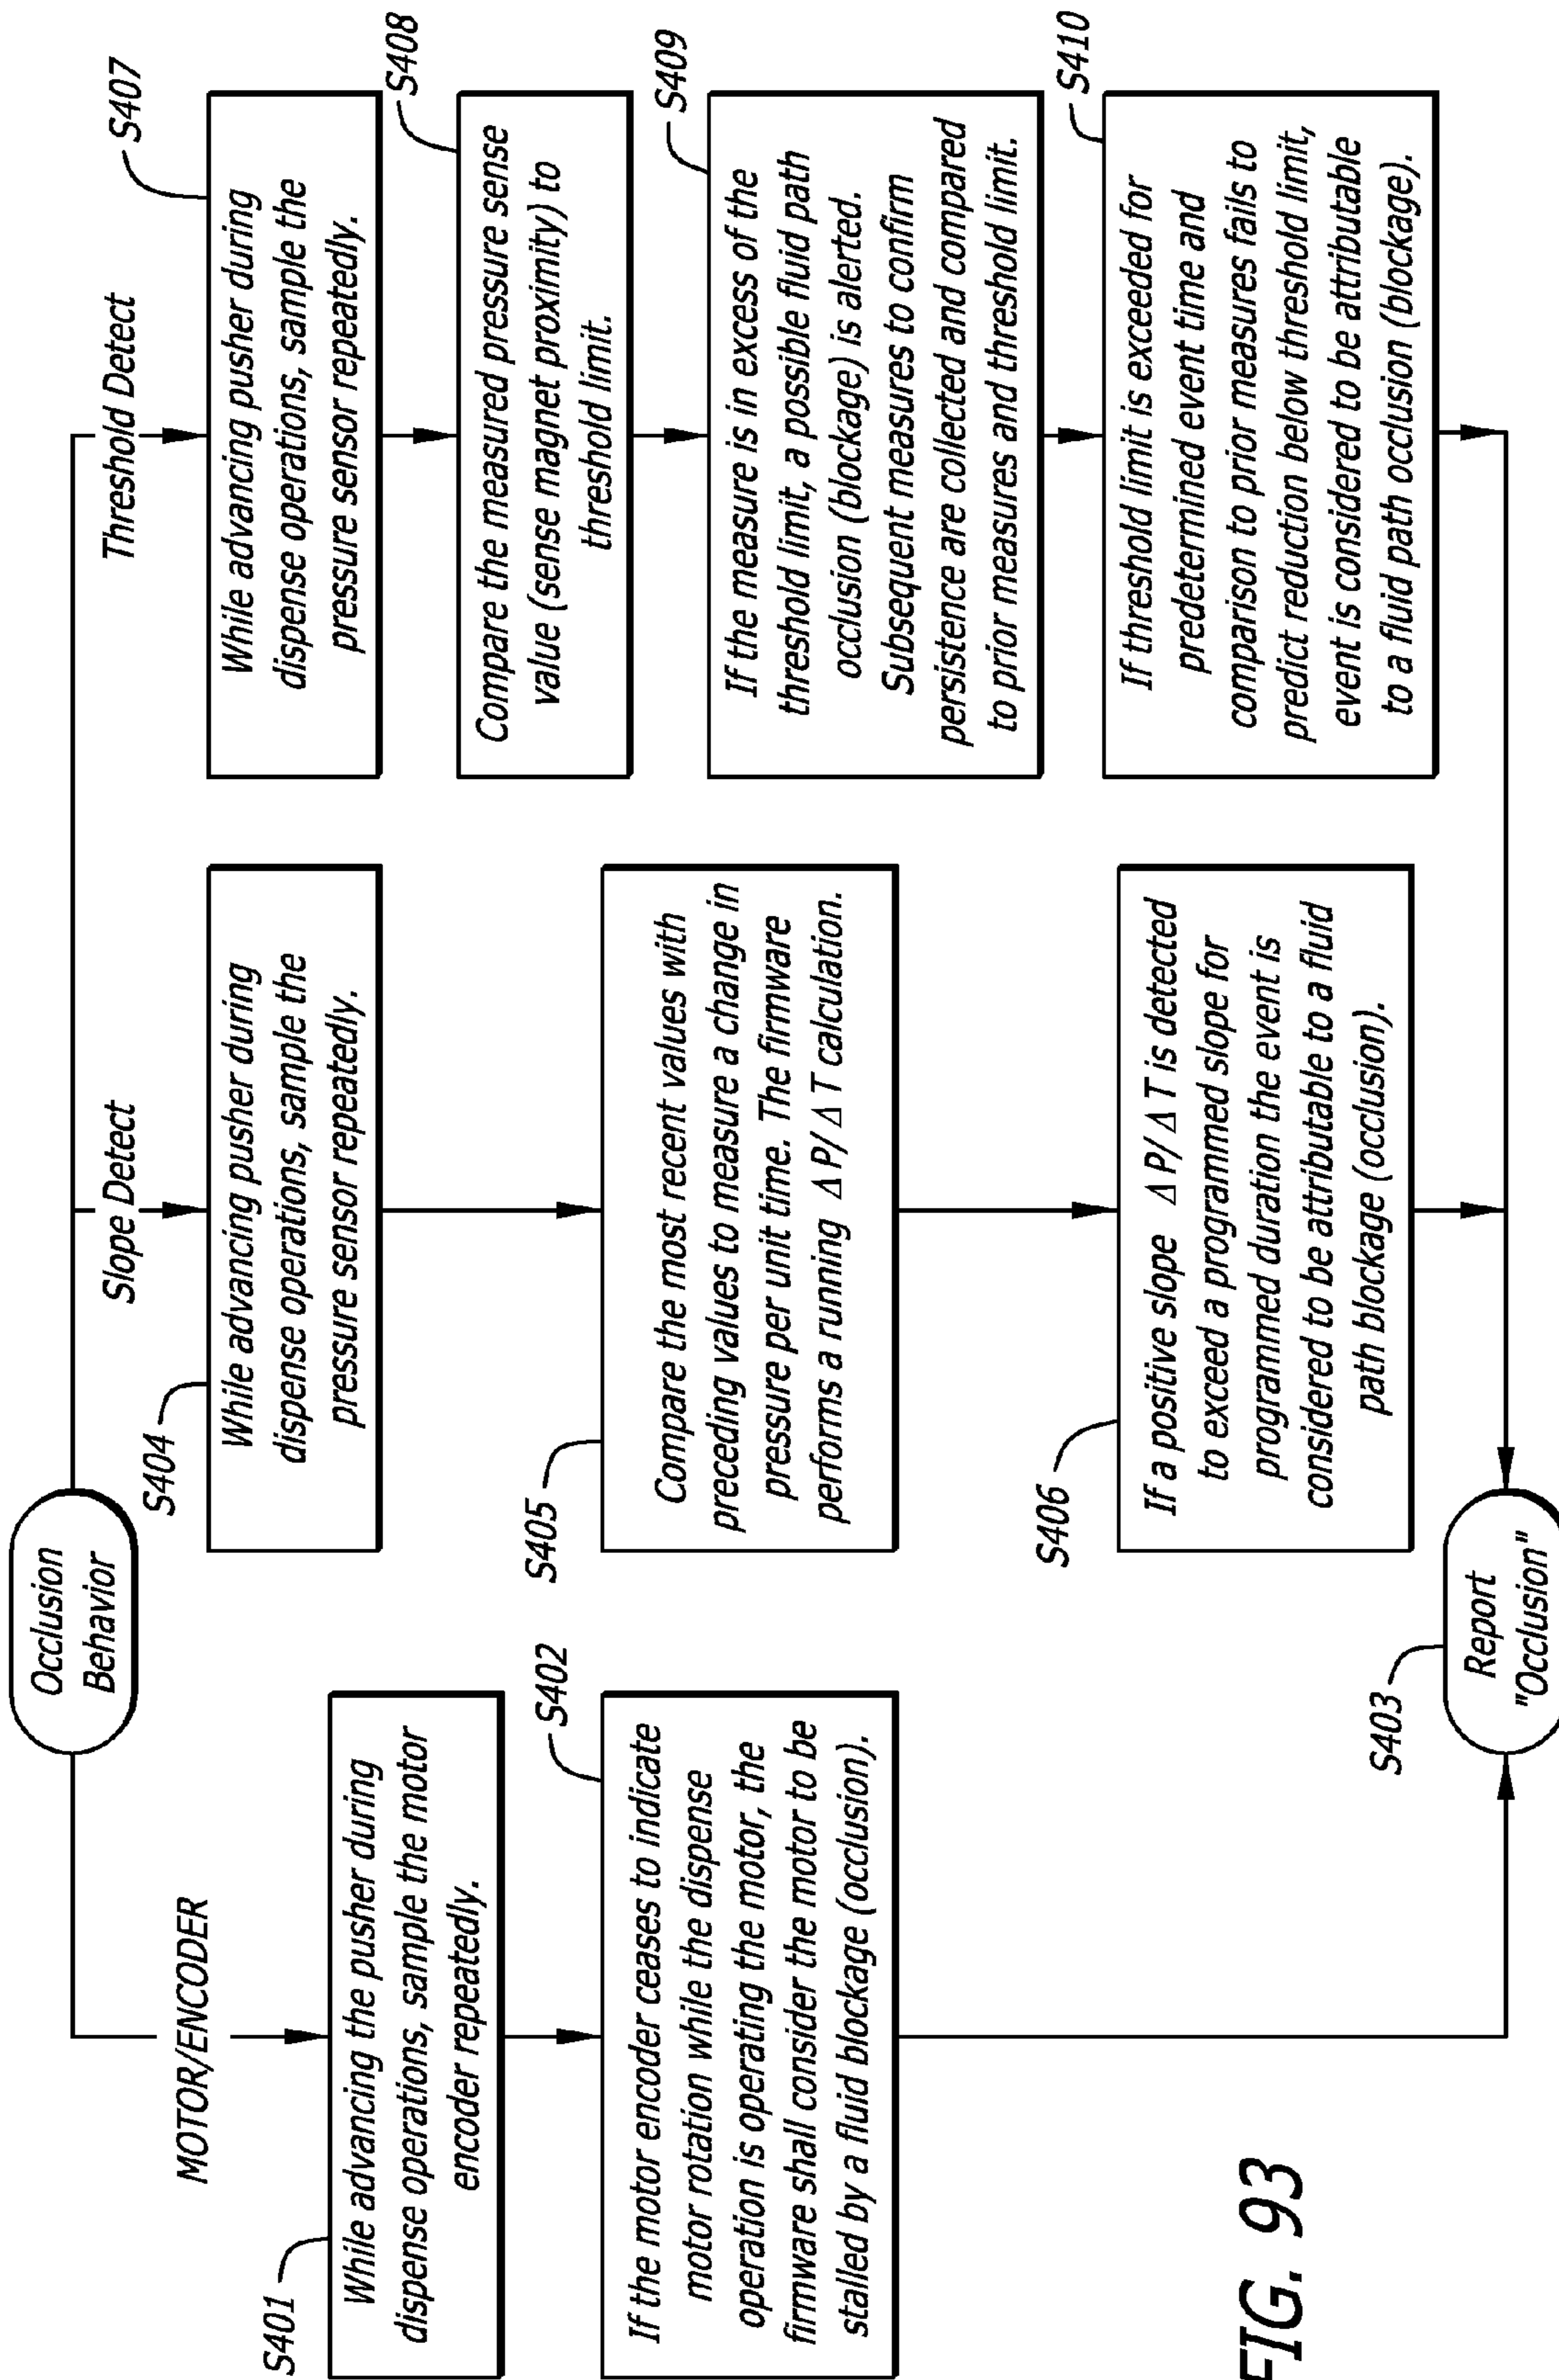 Occlusion
Behavior
MOTOR/ENCODER
S401
While advancing the pusher during
dispense operations, sample the motor
encoder repeatedly.
S402
If the motor encoder ceases to indicate
motor rotation while the dispense
operation is operating the motor, the
firmware shall consider the motor to be
stalled by a fluid blockage (occlusion).
Slope Detect
S404
While advancing pusher during
dispense operations, sample the
pressure sensor repeatedly.
S405
Compare the most recent values with
preceding values to measure a change in
pressure per unit time. The firmware
performs a running Δ P/ Δ T calculation.
S406
If a positive slope Δ P/ Δ T is detected
to exceed a programmed slope for
programmed duration the event is
considered to be attributable to a fluid
path blockage (occlusion).
Threshold Detect
S407
While advancing pusher during
dispense operations, sample the
pressure sensor repeatedly.
S408
Compare the measured pressure sense
value (sense magnet proximity) to
threshold limit.
S409
If the measure is in excess of the
threshold limit, a possible fluid path
occlusion (blockage) is alerted.
Subsequent measures to confirm
persistence are collected and compared
to prior measures and threshold limit.
S410
If threshold limit is exceeded for
predetermined event time and
comparison to prior measures fails to
predict reduction below threshold limit,
event is considered to be attributable
to a fluid path occlusion (blockage).
S403
Report
"Occlusion"
FIG. 93